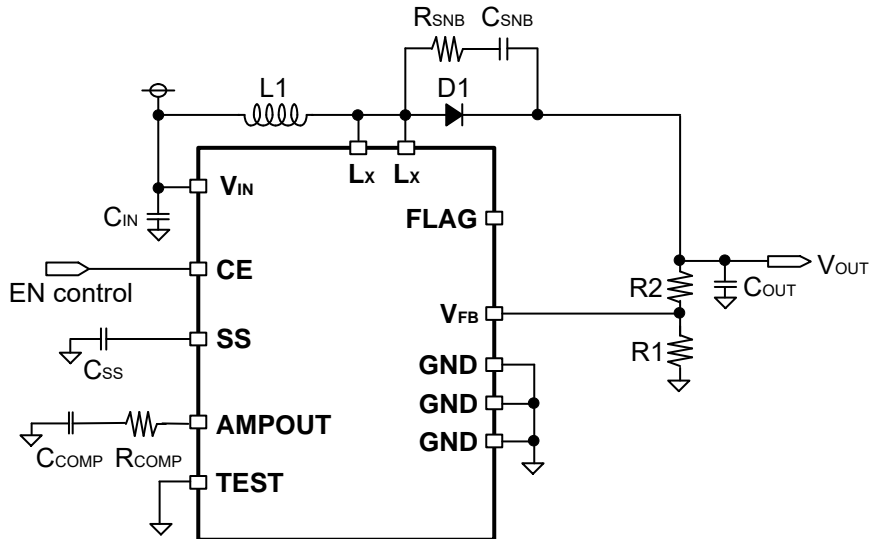 RSNB CSNB
L1
D1
LX LX
VIN
CIN
FLAG
CE
EN control
VOUT
R2
COUT
VFB
SS
CSS
R1
GND
GND
GND
AMPOUT
CCOMP RCOMP
TEST